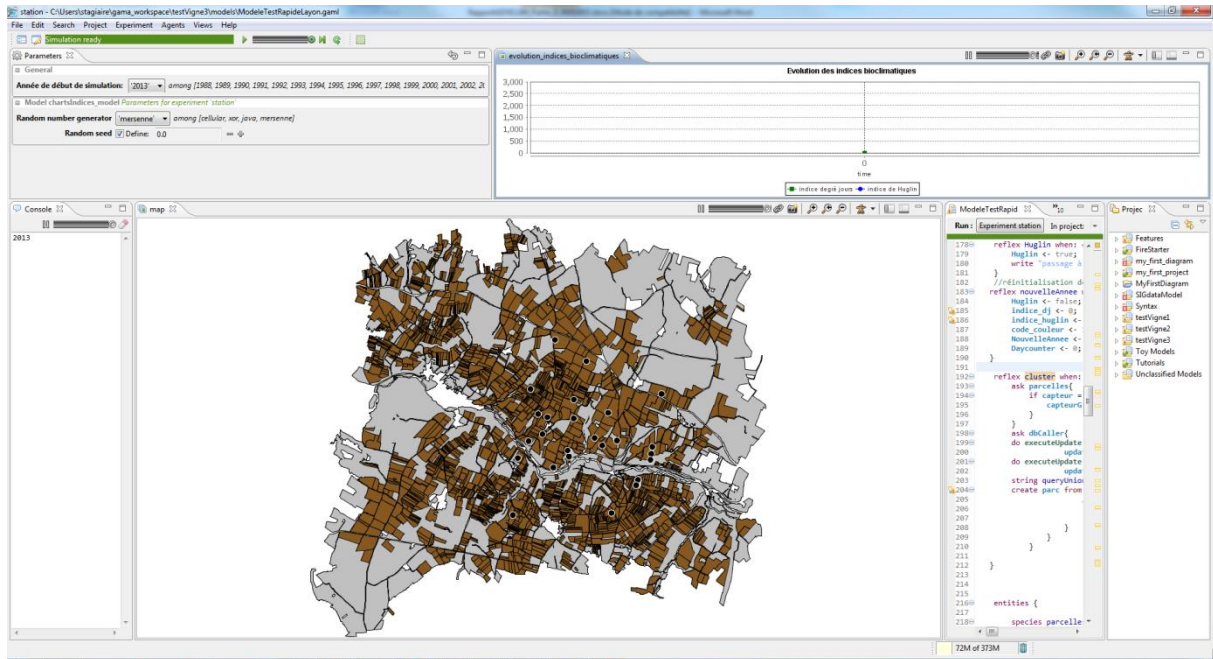 station - C:\Users\stagiaire\gama_workspace\testVigne3\models\ModeleTestRapideLayon.gaml
File Edit Search Project Experiment Agents Views Help
Simulation ready
Parameters
General
Année de début de simulation: '2013' among [1988, 1989, 1990, 1991, 1992, 1993, 1994, 1995, 1996, 1997, 1998, 1999, 2000, 2001, 2002, 2
Model chartsIndices_model Parameters for experiment 'station'
Random number generator 'mersenne' among [cellular, xor, java, mersenne]
Random seed Define: 0.0
evolution_indices_bioclimatiques
Evolution des indices bioclimatiques
3,000
2,500
2,000
1,500
1,000
500
0
0
time
indice degré jours indice de Huglin
Console
2013
map
ModeleTestRapid
Run : Experiment station In project:
178 reflex Huglin when:
179 Huglin <- true;
180 write "passage à
181 }
182 //réinitialisation d
183 reflex nouvelleAnnee
184 Huglin <- false;
185 indice_dj <- 0;
186 indice_huglin <-
187 code_couleur <-
188 NouvelleAnnee <-
189 Daycounter <- 0;
190 }
191
192 reflex cluster when:
193 ask parcelles{
194 if capteur =
195 capteurG
196 }
197 }
198 ask dbCaller{
199 do executeUpdate
200 upda
201 do executeUpdate
202 upda
203 string queryUnio
204 create parc from
205
206
207
208 }
209 }
210 }
211
212 }
213
214
215
216 entities {
217
218 species parcelle
Projec
Features
FireStarter
my_first_diagram
my_first_project
MyFirstDiagram
SIGdataModel
Syntax
testVigne1
testVigne2
testVigne3
Toy Models
Tutorials
Unclassified Models
72M of 373M